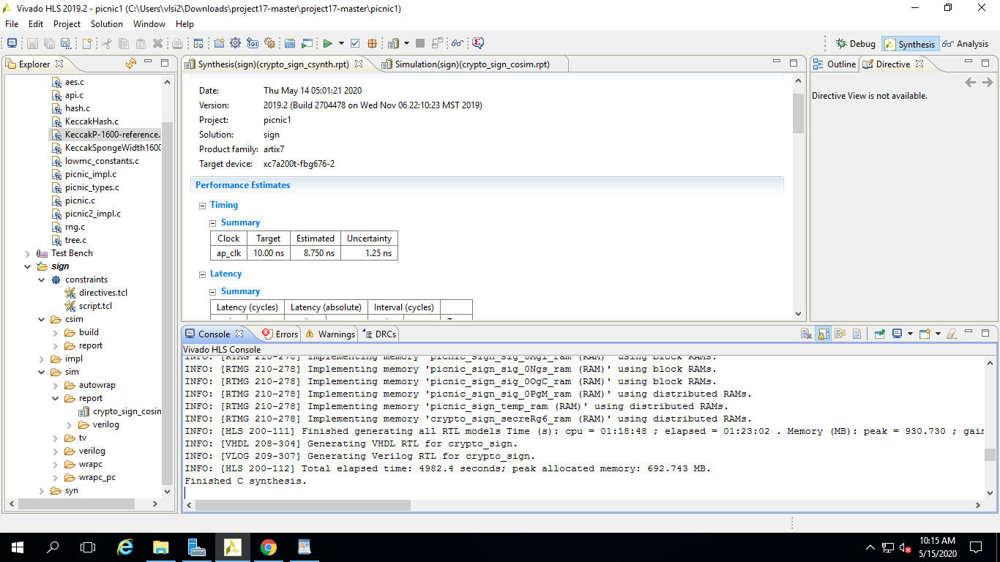 Vivado HLS 2019.2 - picnic1 (C:\Users\vlsi2\Downloads\project17-master\project17-master\picnic1)
File Edit Project Solution Window Help
Debug Synthesis Analysis
Explorer
aes.c
api.c
hash.c
KeccakHash.c
KeccakP-1600-reference.
KeccakSpongeWidth1600
lowmc_constants.c
picnic_impl.c
picnic_types.c
picnic.c
picnic2_impl.c
rng.c
tree.c
Test Bench
sign
constraints
directives.tcl
script.tcl
csim
build
report
impl
sim
autowrap
report
crypto_sign_cosin
verilog
tv
verilog
wrapc
wrapc_pc
syn
Synthesis(sign)(crypto_sign_csynth.rpt) Simulation(sign)(crypto_sign_cosim.rpt)
Date: Thu May 14 05:01:21 2020
Version: 2019.2 (Build 2704478 on Wed Nov 06 22:10:23 MST 2019)
Project: picnic1
Solution: sign
Product family: artix7
Target device: xc7a200t-fbg676-2
Performance Estimates
Timing
Summary
Clock Target Estimated Uncertainty
ap_clk 10.00 ns 8.750 ns 1.25 ns
Latency
Summary
Latency (cycles) Latency (absolute) Interval (cycles)
Outline Directive
Directive View is not available.
Console Errors Warnings DRCs
Vivado HLS Console
INFO: [RTMG 210-278] Implementing memory 'picnic_sign_sig_0Mgi_ram (RAM)' using block RAMs.
INFO: [RTMG 210-278] Implementing memory 'picnic_sign_sig_0Ngs_ram (RAM)' using block RAMs.
INFO: [RTMG 210-278] Implementing memory 'picnic_sign_sig_0OgC_ram (RAM)' using block RAMs.
INFO: [RTMG 210-278] Implementing memory 'picnic_sign_sig_0PgM_ram (RAM)' using distributed RAMs.
INFO: [RTMG 210-278] Implementing memory 'picnic_sign_temp_ram (RAM)' using distributed RAMs.
INFO: [RTMG 210-278] Implementing memory 'crypto_sign_secreRg6_ram (RAM)' using distributed RAMs.
INFO: [HLS 200-111] Finished generating all RTL models Time (s): cpu = 01:18:48 ; elapsed = 01:23:02 . Memory (MB): peak = 930.730 ; gain
INFO: [VHDL 208-304] Generating VHDL RTL for crypto_sign.
INFO: [VLOG 209-307] Generating Verilog RTL for crypto_sign.
INFO: [HLS 200-112] Total elapsed time: 4982.4 seconds; peak allocated memory: 692.743 MB.
Finished C synthesis.
10:15 AM
5/15/2020